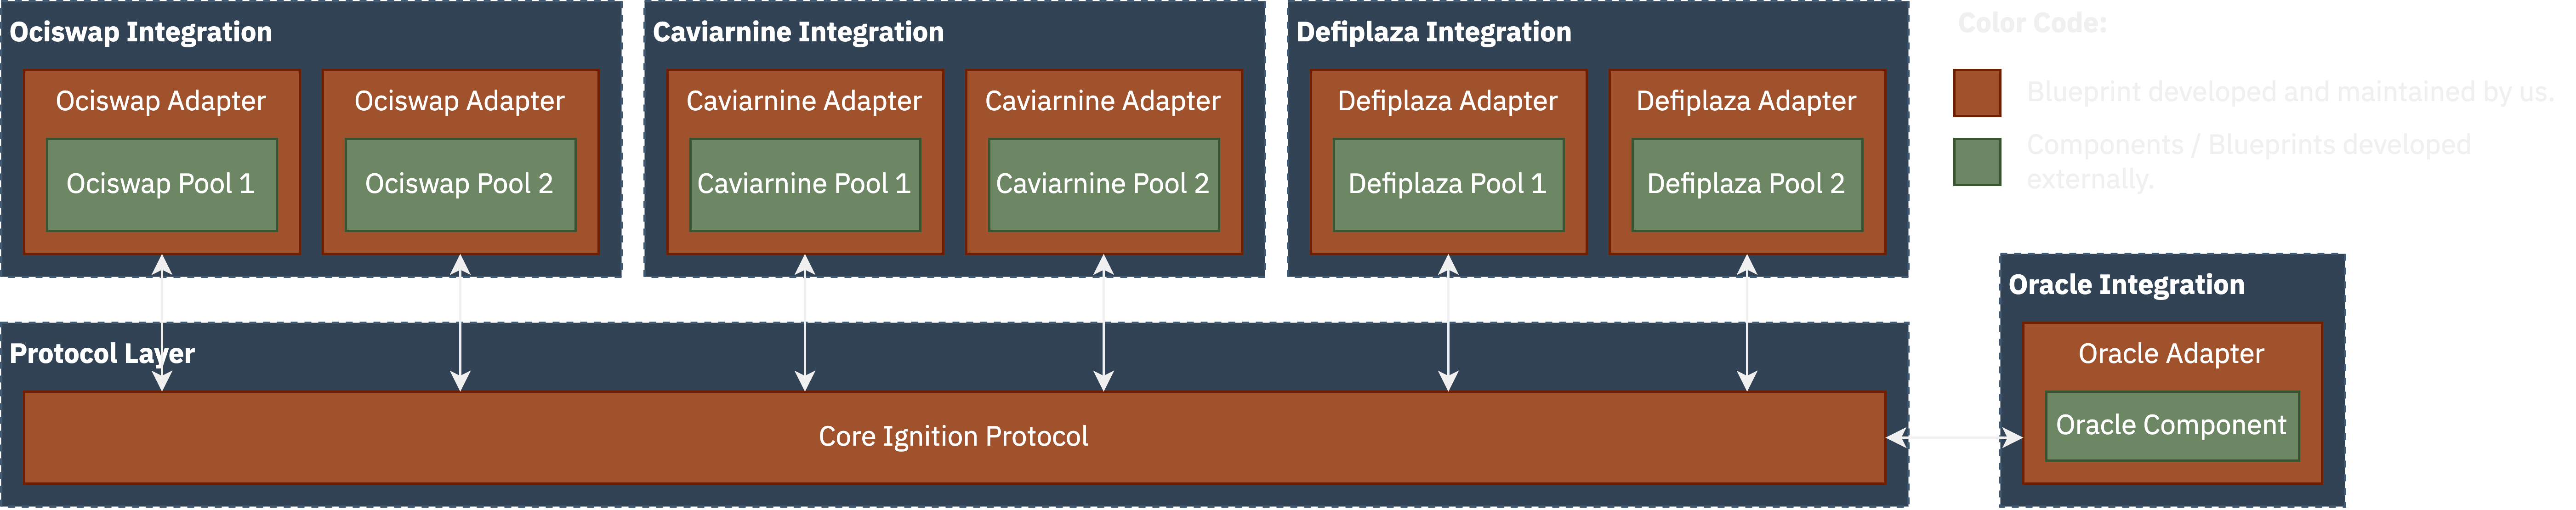 Ociswap Integration
Ociswap Adapter
Ociswap Pool 1
Ociswap Adapter
Ociswap Pool 2
Caviarnine Integration
Caviarnine Adapter
Caviarnine Pool 1
Caviarnine Adapter
Caviarnine Pool 2
Defiplaza Integration
Defiplaza Adapter
Defiplaza Pool 1
Defiplaza Adapter
Defiplaza Pool 2
Color Code:
Blueprint developed and maintained by us.
Components / Blueprints developed
externally.
Protocol Layer
Core Ignition Protocol
Oracle Integration
Oracle Adapter
Oracle Component